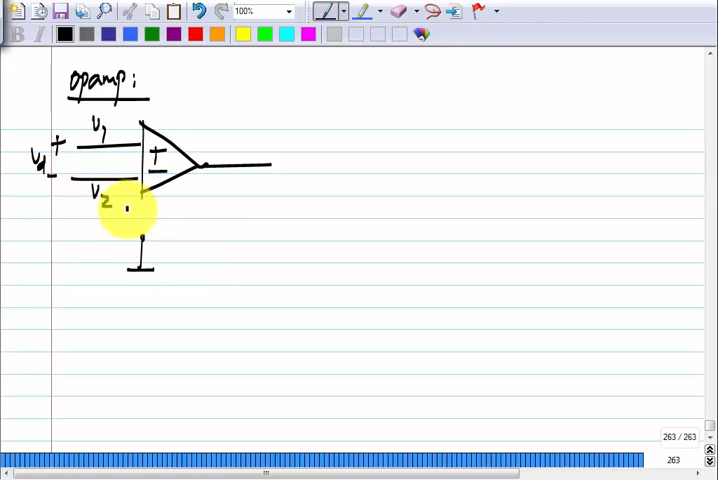 100%
opamp:
V1
+
Vd
+
-
-
V2
263 / 263
263